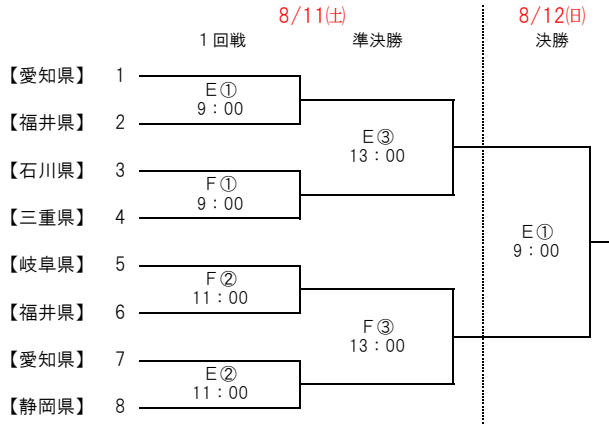 8/11㈯ 8/12㈰
１回戦 準決勝 決勝
【愛知県】 1
Ｅ①
9：00
【福井県】 2
Ｅ③
13：00
【石川県】 3
Ｆ①
9：00
【三重県】 4
Ｅ①
9：00
【岐阜県】 5
Ｆ②
11：00
【福井県】 6
Ｆ③
13：00
【愛知県】 7
Ｅ②
11：00
【静岡県】 8